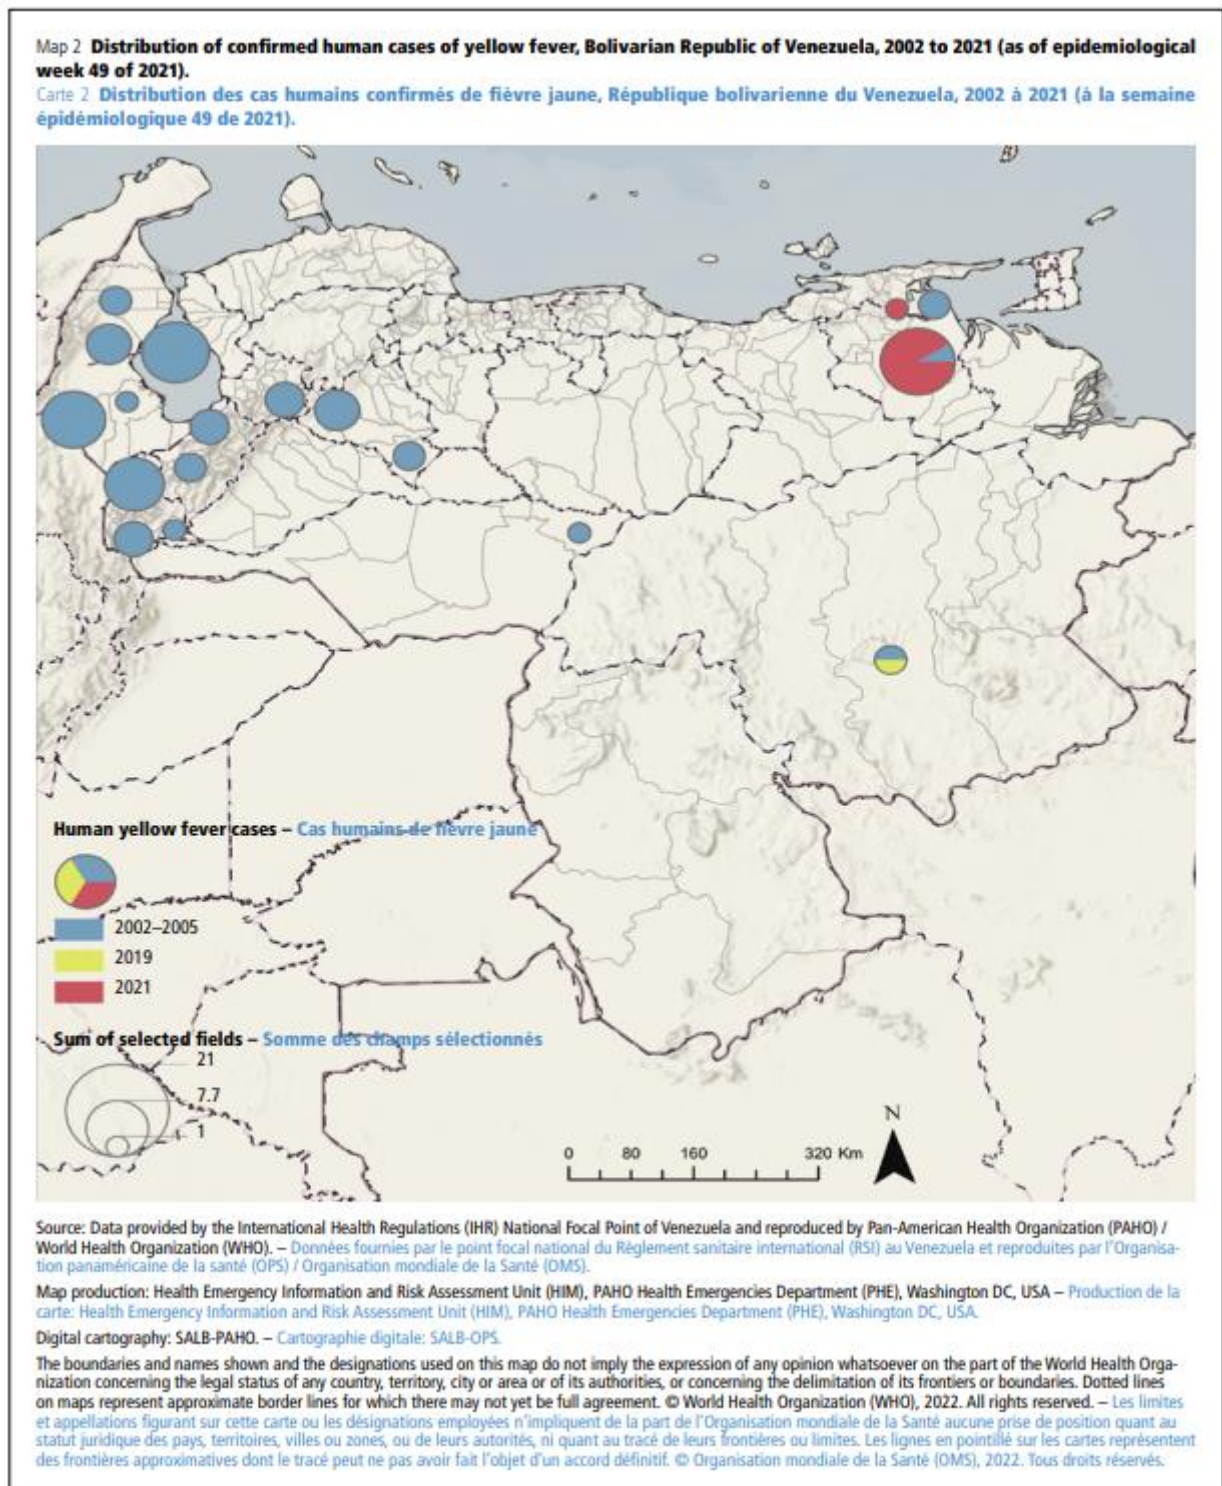 Map 2 Distribution of confirmed human cases of yellow fever, Bolivarian Republic of Venezuela, 2002 to 2021 (as of epidemiological
week 49 of 2021).
Carte 2 Distribution des cas humains confirmés de fièvre jaune, République bolivarienne du Venezuela, 2002 à 2021 (à la semaine
épidémiologique 49 de 2021).
Human yellow fever cases – Cas humains de fièvre jaune
2002–2005
2019
2021
Sum of selected fields – Somme des champs sélectionnés
21
7.7
1
N
0 80 160 320 Km
Source: Data provided by the International Health Regulations (IHR) National Focal Point of Venezuela and reproduced by Pan-American Health Organization (PAHO) /
World Health Organization (WHO). – Données fournies par le point focal national du Règlement sanitaire international (RSI) au Venezuela et reproduites par l'Organisa-
tion panaméricaine de la santé (OPS) / Organisation mondiale de la Santé (OMS).
Map production: Health Emergency Information and Risk Assessment Unit (HIM), PAHO Health Emergencies Department (PHE), Washington DC, USA – Production de la
carte: Health Emergency Information and Risk Assessment Unit (HIM), PAHO Health Emergencies Department (PHE), Washington DC, USA.
Digital cartography: SALB-PAHO. – Cartographie digitale: SALB-OPS.
The boundaries and names shown and the designations used on this map do not imply the expression of any opinion whatsoever on the part of the World Health Orga-
nization concerning the legal status of any country, territory, city or area or of its authorities, or concerning the delimitation of its frontiers or boundaries. Dotted lines
on maps represent approximate border lines for which there may not yet be full agreement. © World Health Organization (WHO), 2022. All rights reserved. – Les limites
et appellations figurant sur cette carte ou les désignations employées n'impliquent de la part de l'Organisation mondiale de la Santé aucune prise de position quant au
statut juridique des pays, territoires, villes ou zones, ou de leurs autorités, ni quant au tracé de leurs frontières ou limites. Les lignes en pointillé sur les cartes représentent
des frontières approximatives dont le tracé peut ne pas avoir fait l'objet d'un accord définitif. © Organisation mondiale de la Santé (OMS), 2022. Tous droits réservés.